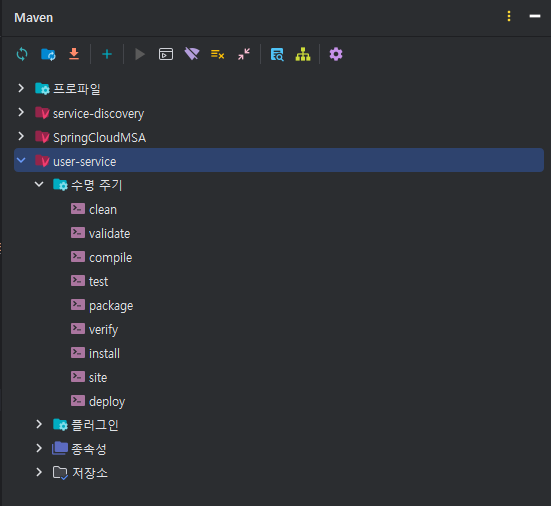 Maven
프로파일
service-discovery
SpringCloudMSA
user-service
수명 주기
clean
validate
compile
test
package
verify
install
site
deploy
플러그인
종속성
저장소